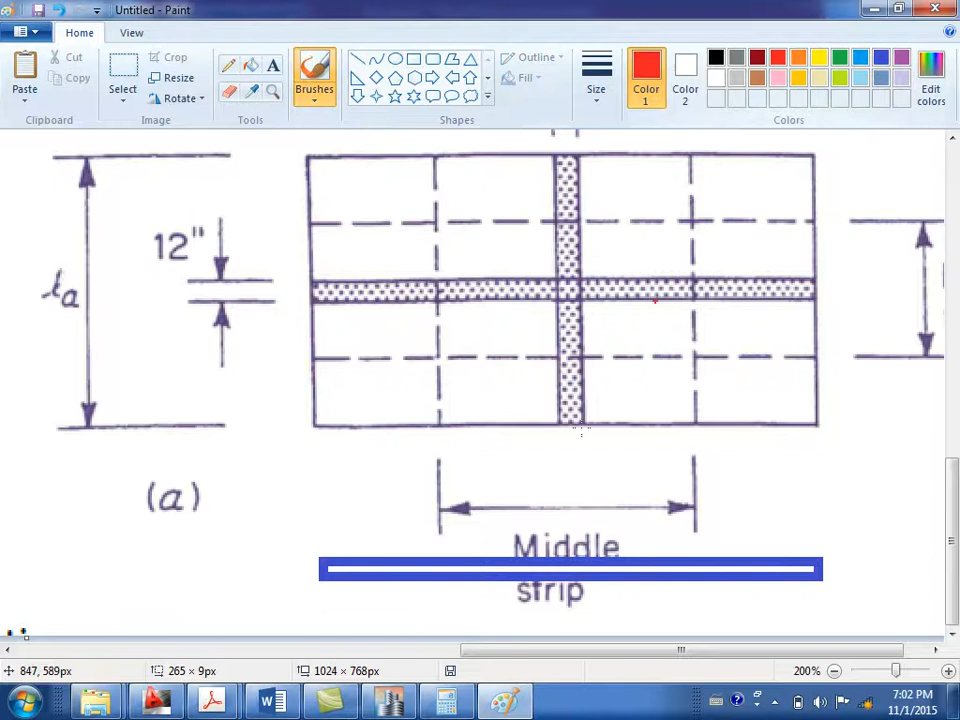 Untitled - Paint
Home
View
Paste
Cut
Copy
Select
Crop
Resize
Rotate
A
Brushes
Outline
Fill
Size
Color
1
Color
2
Edit
colors
Clipboard
Image
Tools
Shapes
Colors
12"
la
(a)
Middle
strip
847, 589px
265 × 9px
1024 × 768px
200%
7:02 PM
11/1/2015